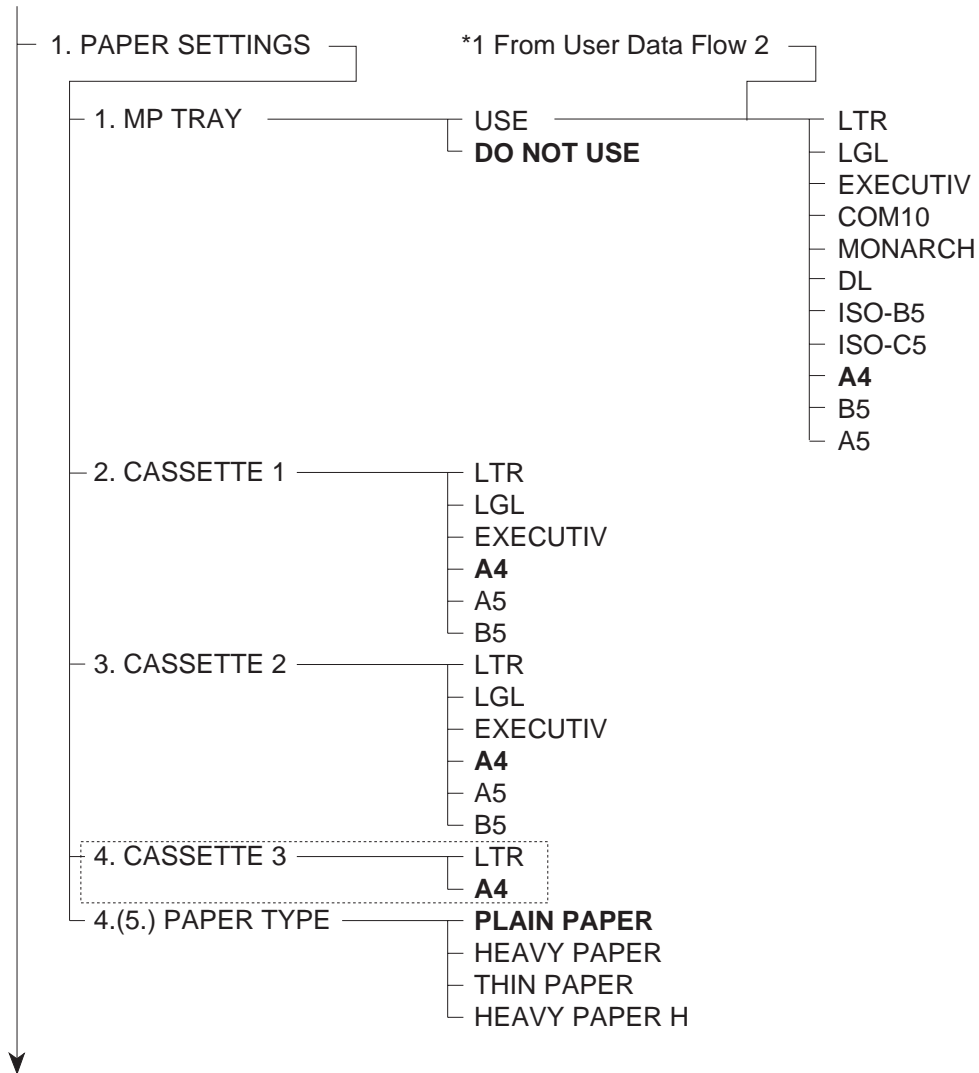 1. PAPER SETTINGS
*1 From User Data Flow 2
1. MP TRAY
USE
DO NOT USE
LTR
LGL
EXECUTIV
COM10
MONARCH
DL
ISO-B5
ISO-C5
A4
B5
A5
2. CASSETTE 1
LTR
LGL
EXECUTIV
A4
A5
B5
3. CASSETTE 2
LTR
LGL
EXECUTIV
A4
A5
B5
4. CASSETTE 3
LTR
A4
4.(5.) PAPER TYPE
PLAIN PAPER
HEAVY PAPER
THIN PAPER
HEAVY PAPER H